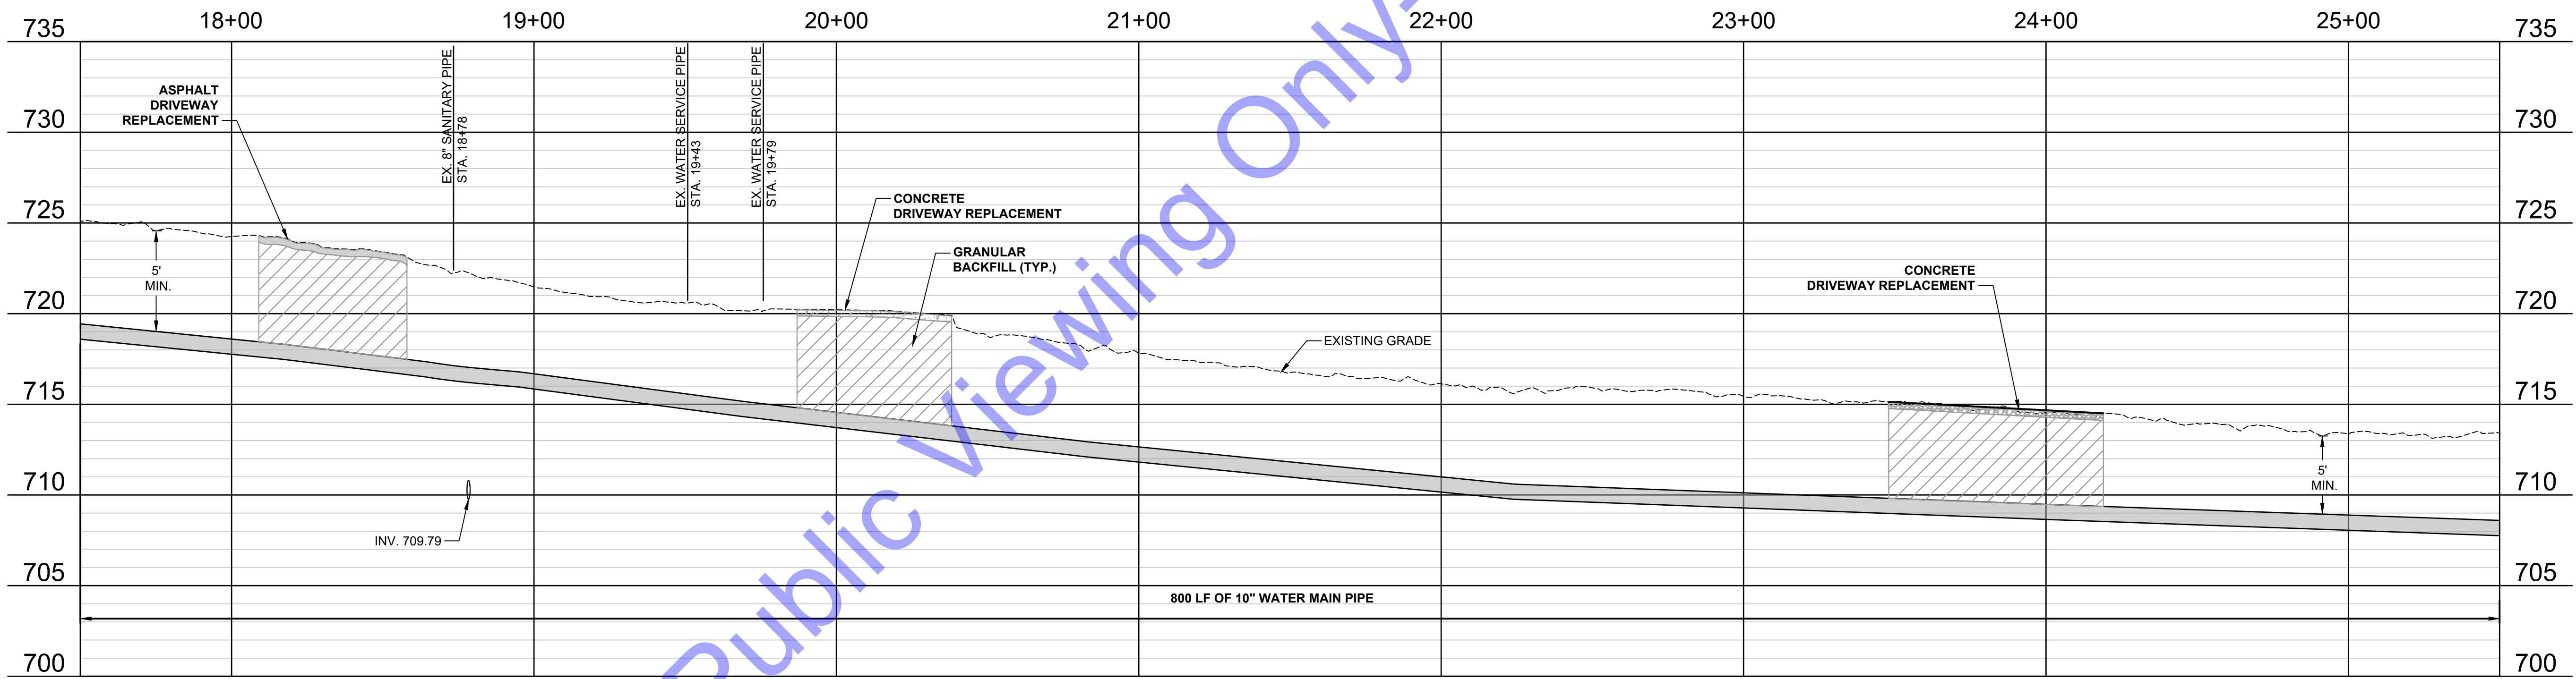 18+00 19+00 20+00 21+00 22+00 23+00 24+00 25+00
735 735
730 730
725 725
720 720
715 715
710 710
705 705
700 700
ASPHALT
DRIVEWAY
REPLACEMENT
EX. 8" SANITARY PIPE
STA. 18+78
EX. WATER SERVICE PIPE
STA. 19+43
EX. WATER SERVICE PIPE
STA. 19+79
CONCRETE
DRIVEWAY REPLACEMENT
GRANULAR
BACKFILL (TYP.)
5'
MIN.
EXISTING GRADE
CONCRETE
DRIVEWAY REPLACEMENT
5'
MIN.
INV. 709.79
800 LF OF 10" WATER MAIN PIPE
Public Viewing Only